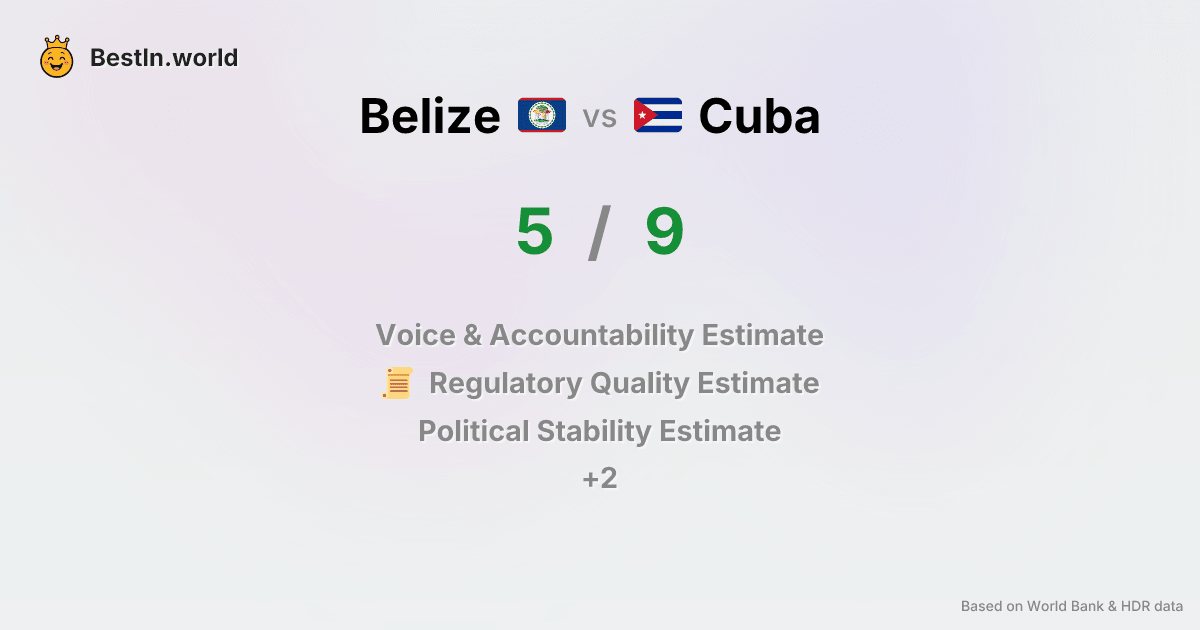 BestIn.world
Belize vs Cuba
5 / 9
Voice & Accountability Estimate
Regulatory Quality Estimate
Political Stability Estimate
+2
Based on World Bank & HDR data